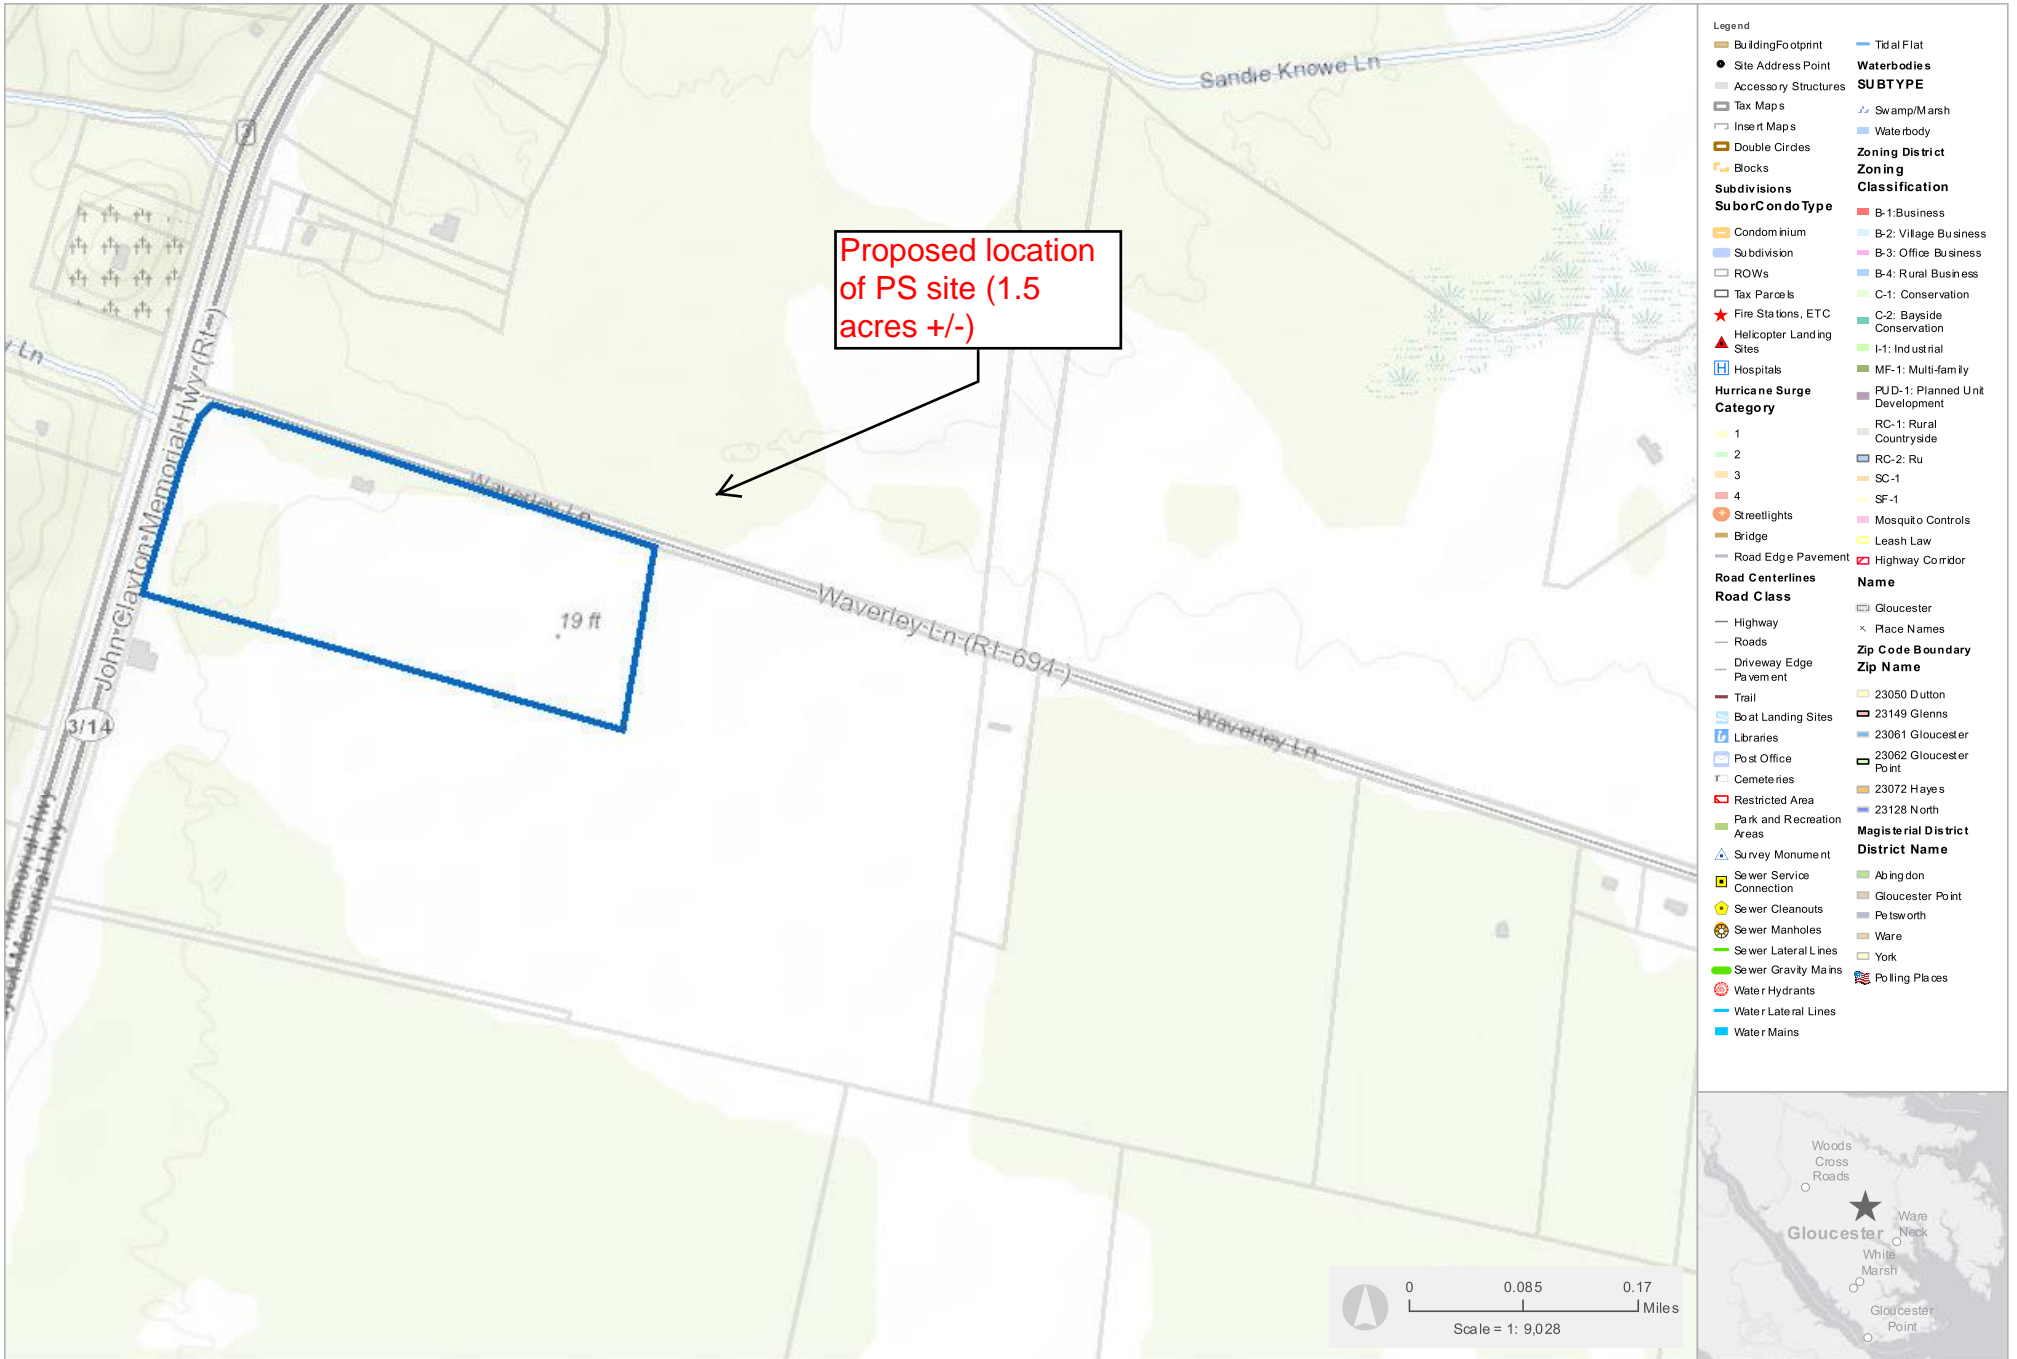 Sandie Knowe Ln
3
Proposed location
of PS site (1.5
acres +/-)
John Clayton Memorial Hwy (Rt )
Ln
Waverley Ln
19 ft
Waverley Ln (Rt 694 )
Waverley Ln
3/14
Memorial Hwy
Memorial Hwy
0 0.085 0.17
Miles
Scale = 1: 9,028
Legend
BuildingFootprint
Site Address Point
Accessory Structures
Tax Maps
Insert Maps
Double Circles
Blocks
Subdivisions
SuborCondoType
Condominium
Subdivision
ROWs
Tax Parcels
Fire Stations, ETC
Helicopter Landing
Sites
H
Hospitals
Hurricane Surge
Category
1
2
3
4
Streetlights
Bridge
Road Edge Pavement
Road Centerlines
Road Class
Highway
Roads
Driveway Edge
Pavement
Trail
Boat Landing Sites
Libraries
Post Office
Cemeteries
Restricted Area
Park and Recreation
Areas
Survey Monument
Sewer Service
Connection
Sewer Cleanouts
Sewer Manholes
Sewer Lateral Lines
Sewer Gravity Mains
Water Hydrants
Water Lateral Lines
Water Mains
Tidal Flat
Waterbodies
SUBTYPE
Swamp/Marsh
Waterbody
Zoning District
Zoning
Classification
B-1:Business
B-2: Village Business
B-3: Office Business
B-4: Rural Business
C-1: Conservation
C-2: Bayside
Conservation
I-1: Industrial
MF-1: Multi-family
PUD-1: Planned Unit
Development
RC-1: Rural
Countryside
RC-2: Ru
SC-1
SF-1
Mosquito Controls
Leash Law
Highway Corridor
Name
Gloucester
Place Names
Zip Code Boundary
Zip Name
23050 Dutton
23149 Glenns
23061 Gloucester
23062 Gloucester
Point
23072 Hayes
23128 North
Magisterial District
District Name
Abingdon
Gloucester Point
Petsworth
Ware
York
Polling Places
Woods
Cross
Roads
Gloucester
Ware
Neck
White
Marsh
Gloucester
Point